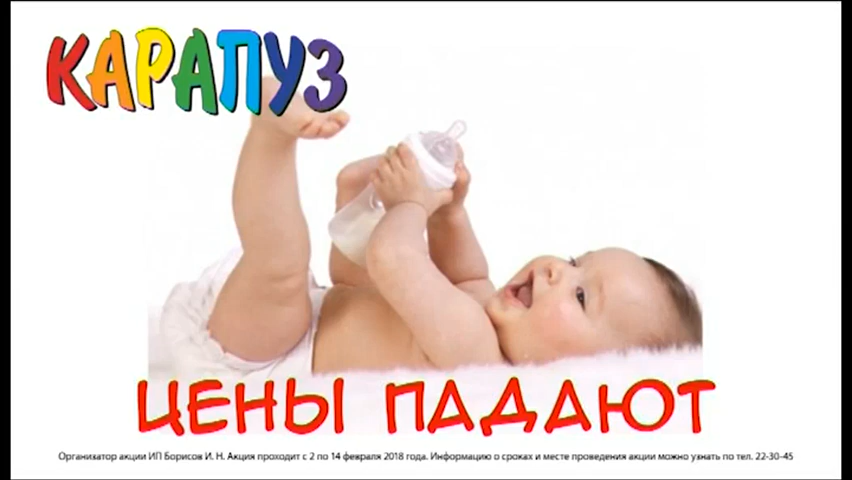 КАРАПУЗ
ЦЕНЫ ПАДАЮТ
Организатор акции ИП Борисов И. Н. Акция проходит с 2 по 14 февраля 2018 года. Информацию о сроках и месте проведения акции можно узнать по тел. 22-30-45